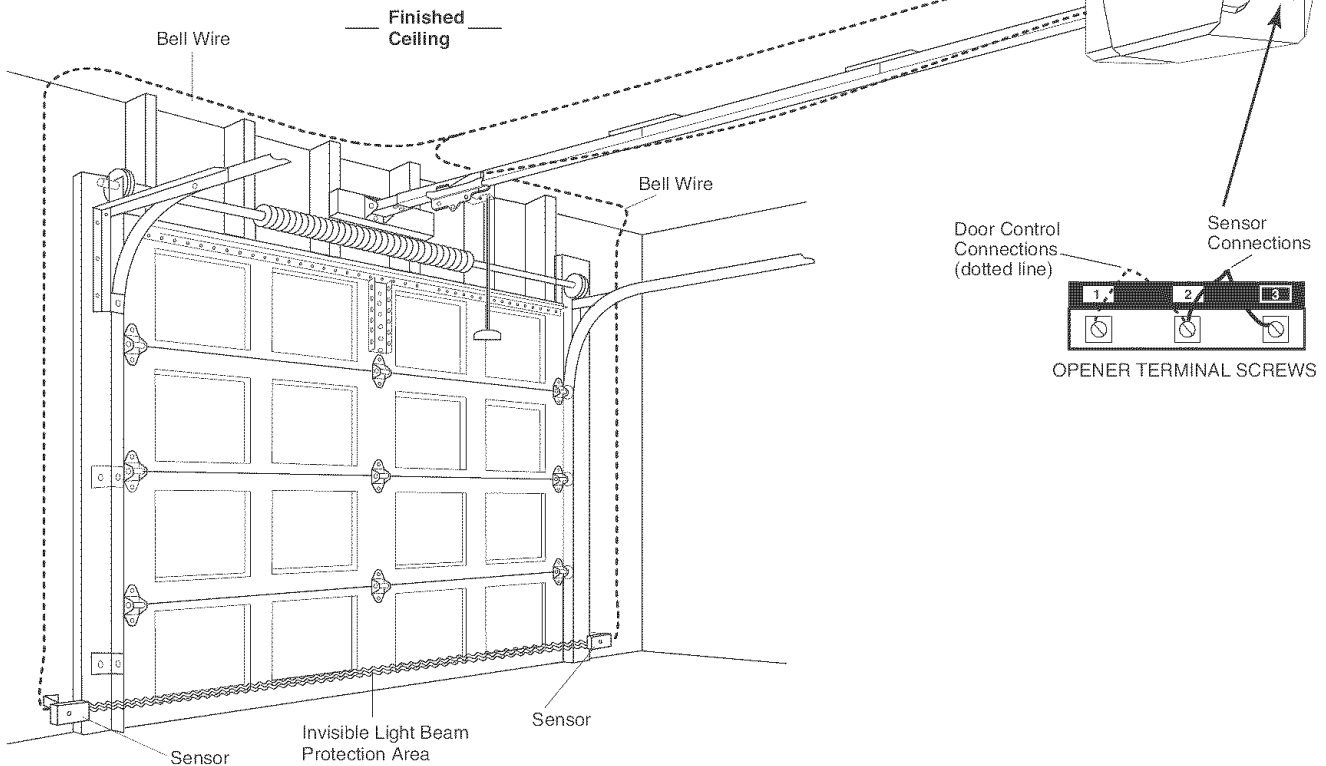 Finished
Ceiling
Bell Wire
Bell Wire
Door Control
Connections
(dotted line)
Sensor
Connections
1 2 3
OPENER TERMINAL SCREWS
Sensor
Invisible Light Beam
Protection Area
Sensor